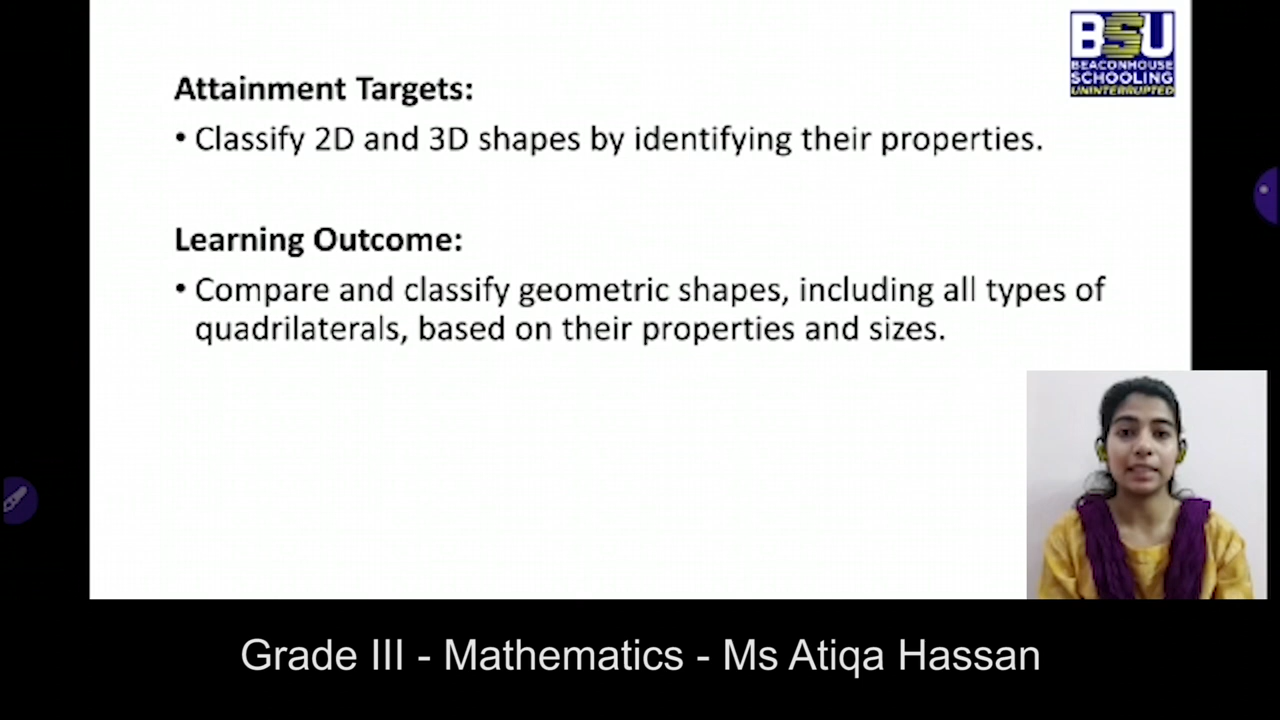 BSU
BEACONHOUSE
SCHOOLING
UNINTERRUPTED
Attainment Targets:
• Classify 2D and 3D shapes by identifying their properties.
Learning Outcome:
• Compare and classify geometric shapes, including all types of
quadrilaterals, based on their properties and sizes.
Grade III - Mathematics - Ms Atiqa Hassan